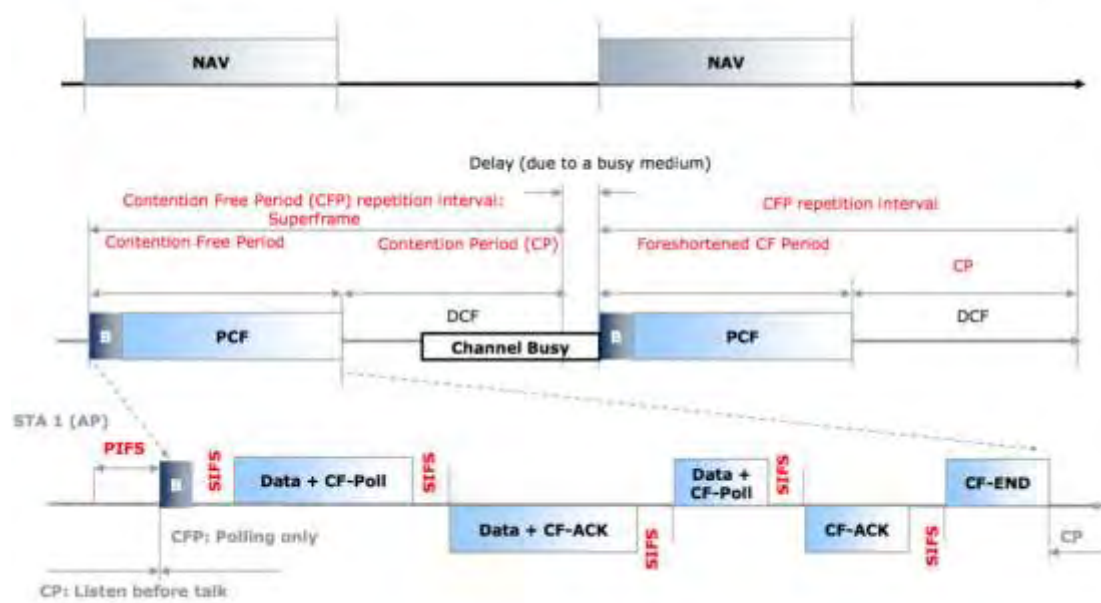 NAV
NAV
Delay (due to a busy medium)
Contention Free Period (CFP) repetition interval:
Superframe
CFP repetition interval
Contention Free Period
Contention Period (CP)
Foreshortened CF Period
CP
DCF
DCF
B
PCF
Channel Busy
B
PCF
STA 1 (AP)
PIFS
B
SIFS
Data + CF-Poll
SIFS
Data + CF-ACK
SIFS
Data +
CF-Poll
SIFS
CF-ACK
SIFS
CF-END
CFP: Polling only
CP
CP: Listen before talk